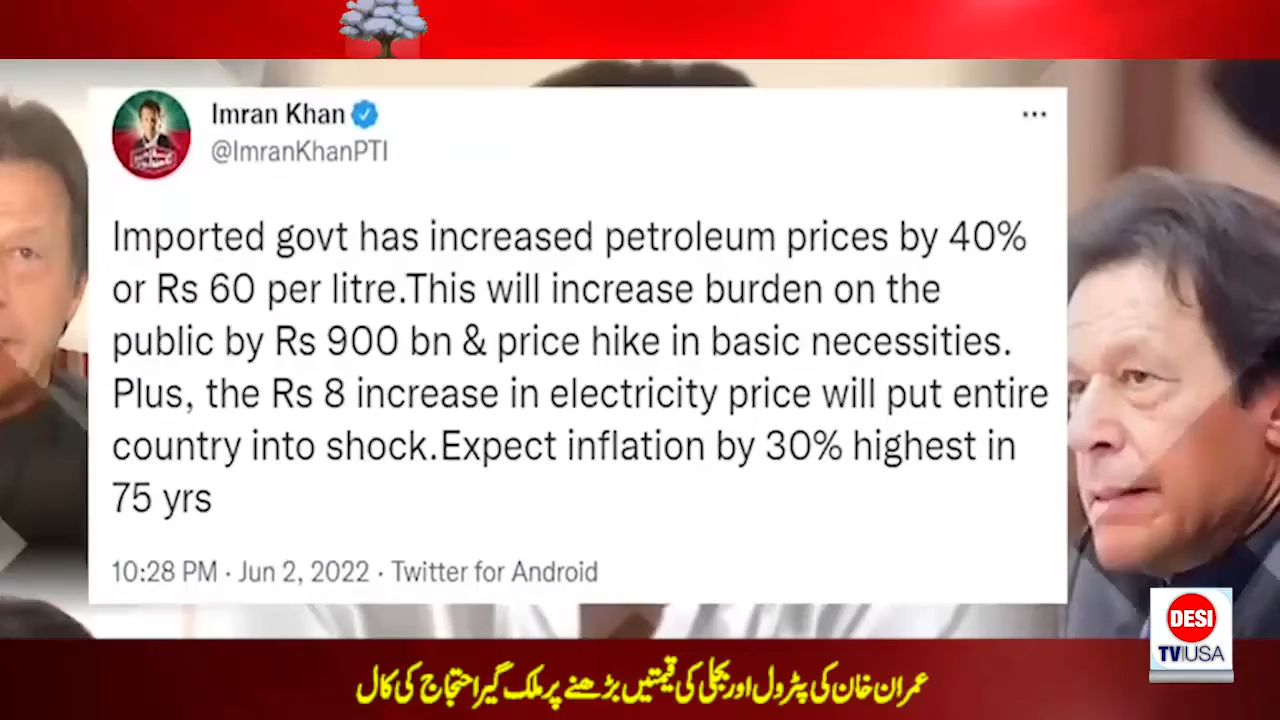 Imran Khan
@ImranKhanPTI
Imported govt has increased petroleum prices by 40%
or Rs 60 per litre.This will increase burden on the
public by Rs 900 bn & price hike in basic necessities.
Plus, the Rs 8 increase in electricity price will put entire
country into shock.Expect inflation by 30% highest in
75 yrs
10:28 PM · Jun 2, 2022 · Twitter for Android
DESI
TV USA
عمران خان کی پٹرول اور بجلی کی قیمتیں بڑھنے پر ملک گیر احتجاج کی کال